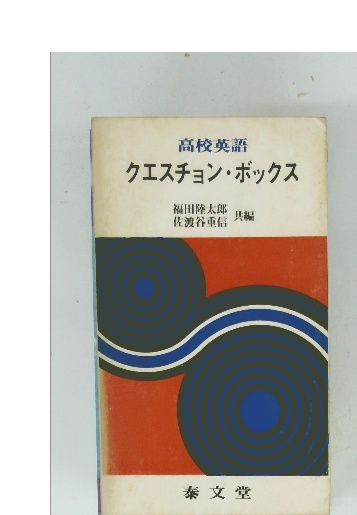 高校英語
クエスチョン・ボックス
福田陸太郎
佐渡谷重信 共編
泰文堂